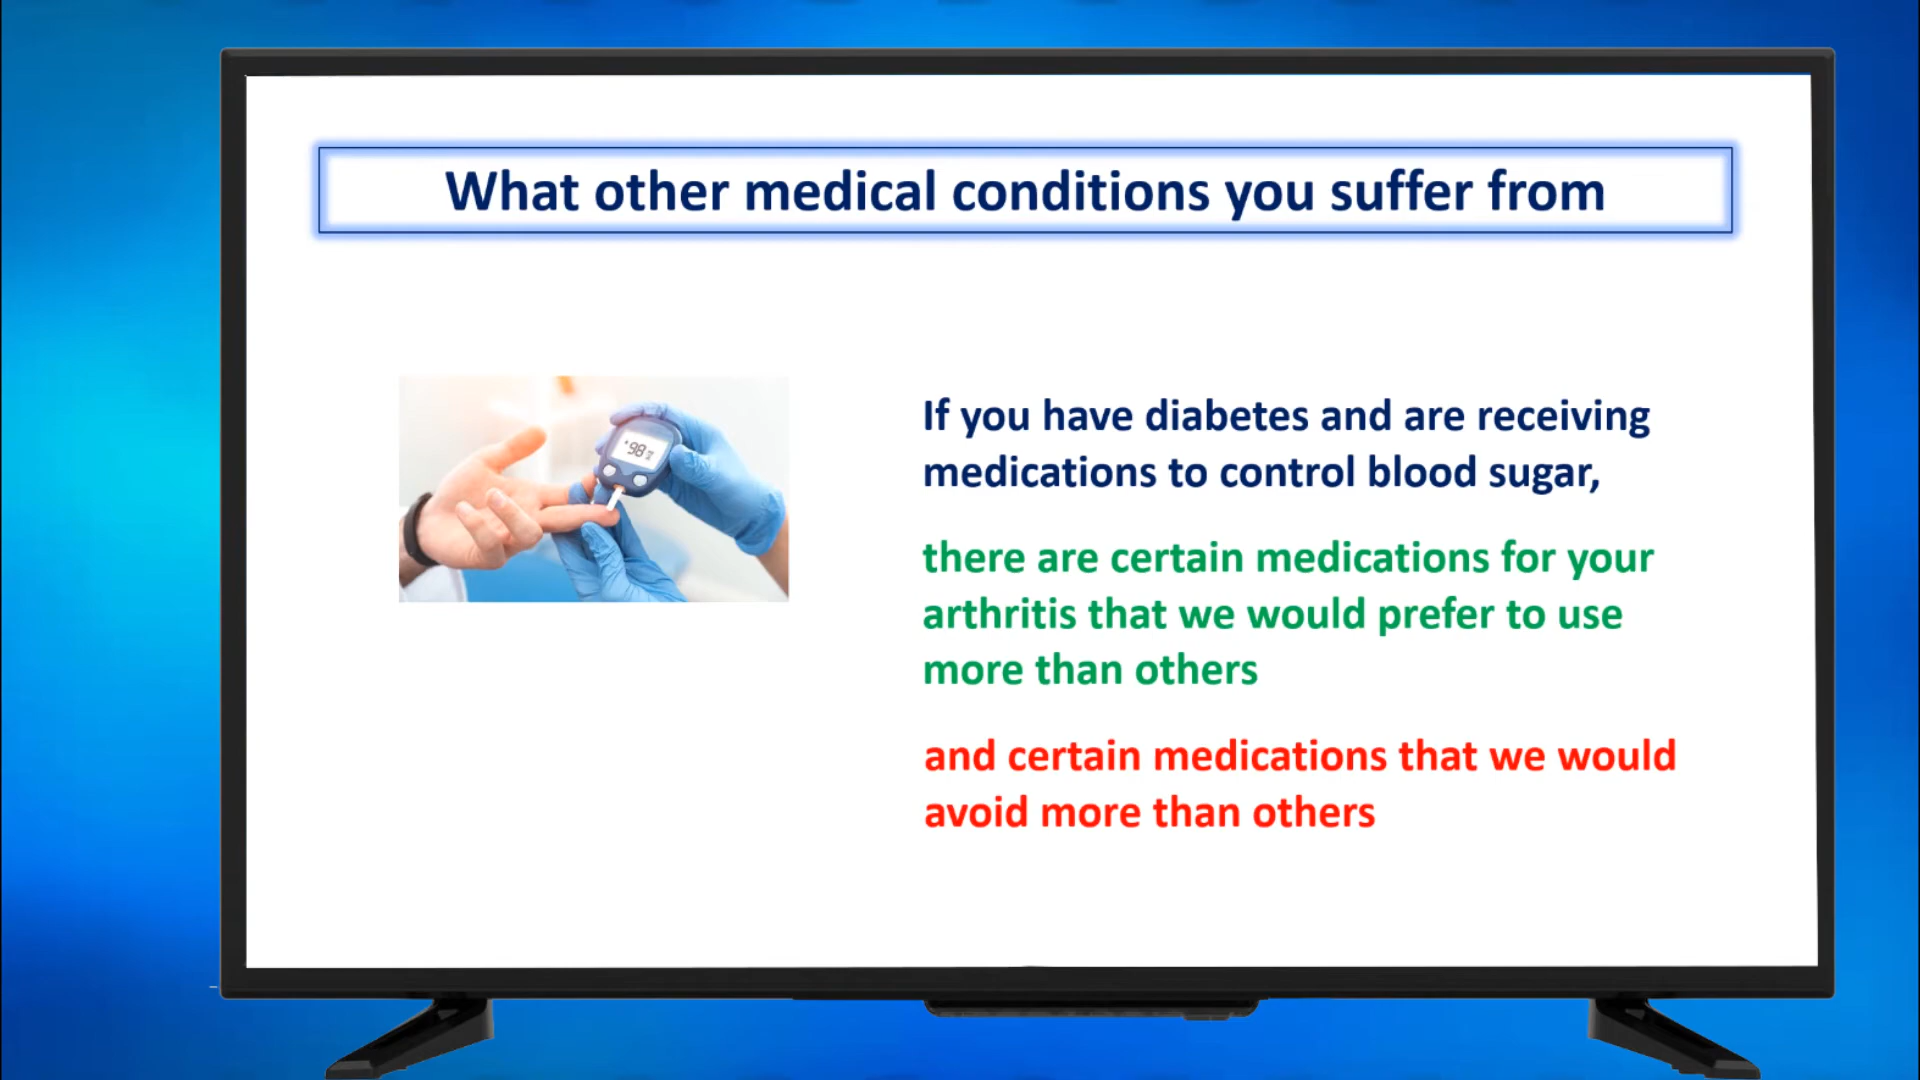 What other medical conditions you suffer from
98
If you have diabetes and are receiving
medications to control blood sugar,
there are certain medications for your
arthritis that we would prefer to use
more than others
and certain medications that we would
avoid more than others